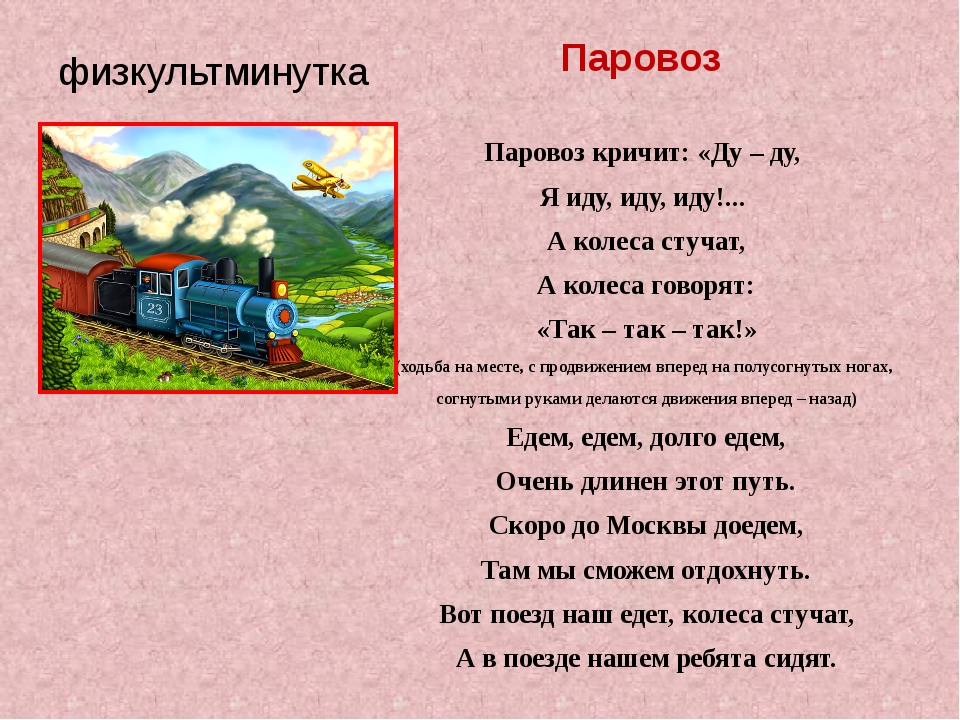 физкультминутка
Паровоз
23
Паровоз кричит: «Ду – ду,
Я иду, иду, иду!...
А колеса стучат,
А колеса говорят:
«Так – так – так!»
(ходьба на месте, с продвижением вперед на полусогнутых ногах,
согнутыми руками делаются движения вперед – назад)
Едем, едем, долго едем,
Очень длинен этот путь.
Скоро до Москвы доедем,
Там мы сможем отдохнуть.
Вот поезд наш едет, колеса стучат,
А в поезде нашем ребята сидят.